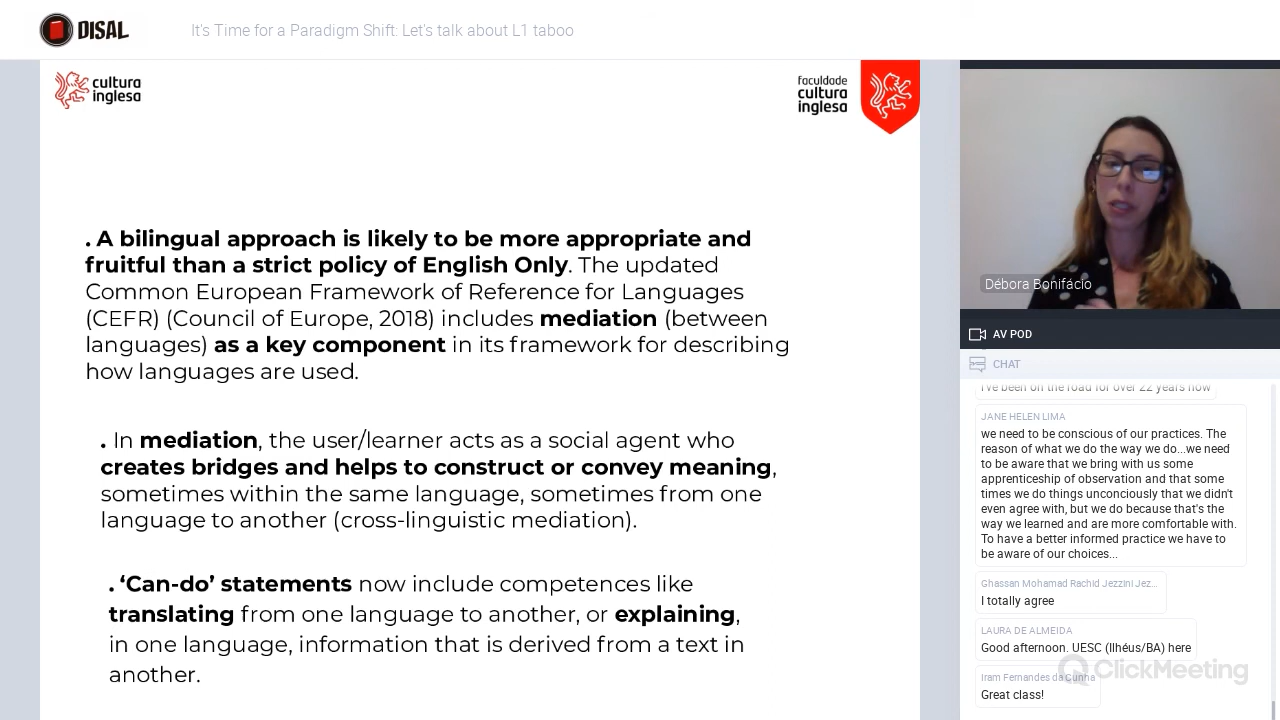 DISAL
It's Time for a Paradigm Shift: Let's talk about L1 taboo
cultura
inglesa
faculdade
cultura
inglesa
. A bilingual approach is likely to be more appropriate and
fruitful than a strict policy of English Only. The updated
Common European Framework of Reference for Languages
(CEFR) (Council of Europe, 2018) includes mediation (between
languages) as a key component in its framework for describing
how languages are used.
. In mediation, the user/learner acts as a social agent who
creates bridges and helps to construct or convey meaning,
sometimes within the same language, sometimes from one
language to another (cross-linguistic mediation).
. ‘Can-do’ statements now include competences like
translating from one language to another, or explaining,
in one language, information that is derived from a text in
another.
Débora Bonifácio
AV POD
CHAT
I've been on the road for over 22 years now
JANE HELEN LIMA
we need to be conscious of our practices. The
reason of what we do the way we do...we need
to be aware that we bring with us some
apprenticeship of observation and that some
times we do things unconciously that we didn't
even agree with, but we do because that's the
way we learned and are more comfortable with.
To have a better informed practice we have to
be aware of our choices...
Ghassan Mohamad Rachid Jezzini Jez...
I totally agree
LAURA DE ALMEIDA
Good afternoon. UESC (Ilhéus/BA) here
Iram Fernandes da Cunha
Great class!
ClickMeeting